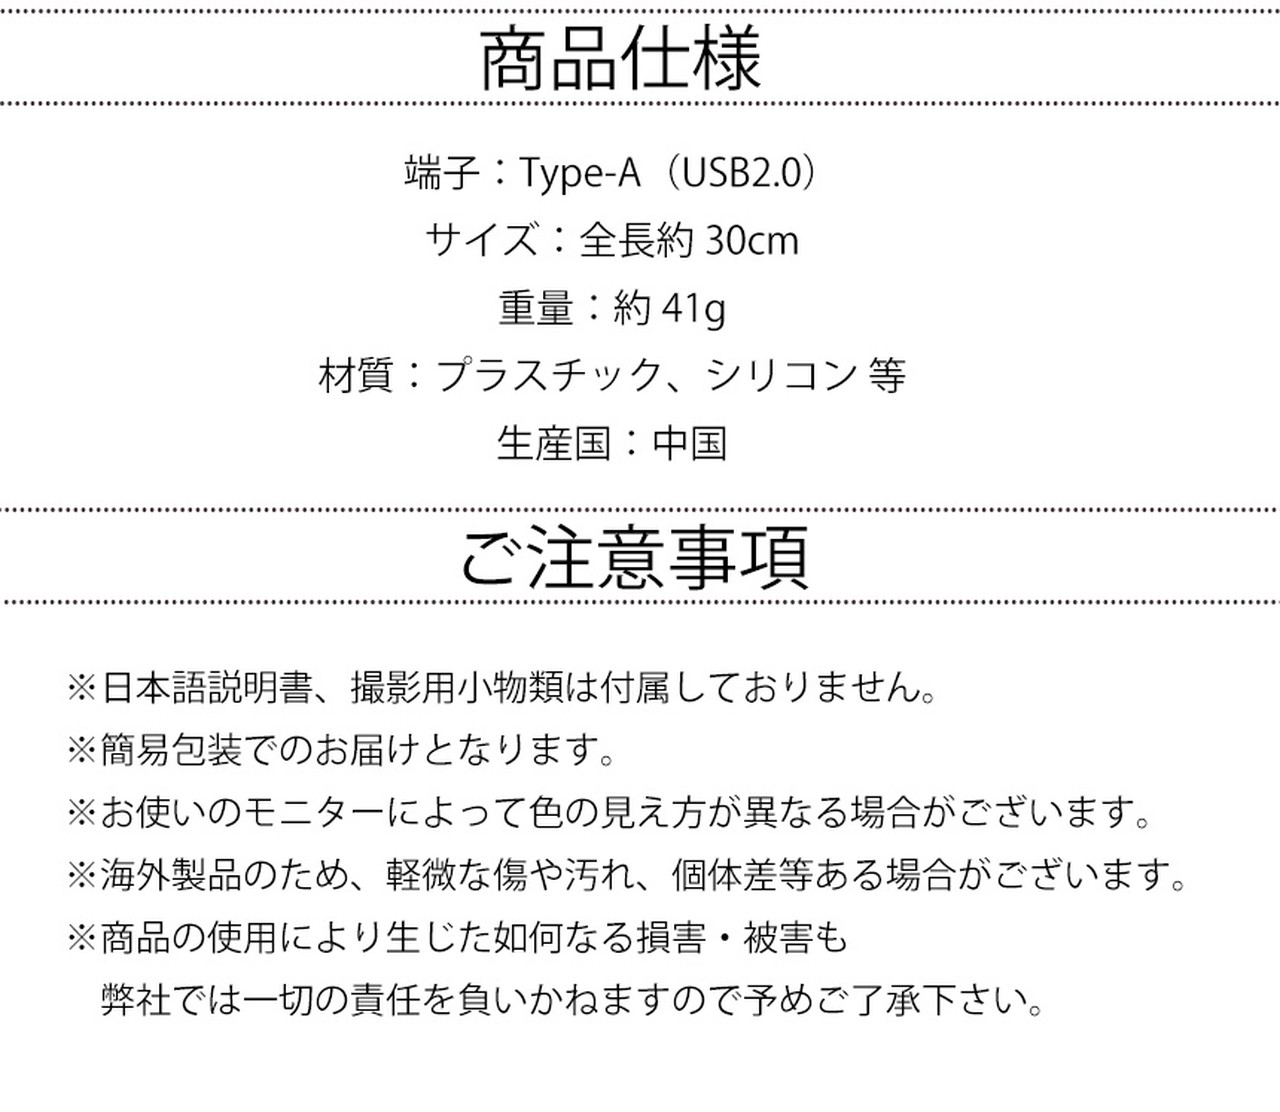 商品仕様
端子：Type-A（USB2.0）
サイズ：全長約 30cm
重量：約 41g
材質：プラスチック、シリコン 等
生産国：中国
ご注意事項
※日本語説明書、撮影用小物類は付属しておりません。
※簡易包装でのお届けとなります。
※お使いのモニターによって色の見え方が異なる場合がございます。
※海外製品のため、軽微な傷や汚れ、個体差等ある場合がございます。
※商品の使用により生じた如何なる損害・被害も
弊社では一切の責任を負いかねますので予めご了承下さい。